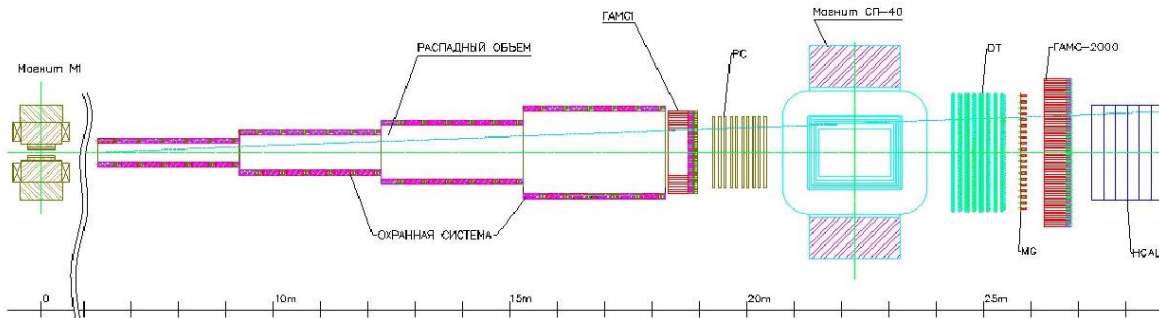 ГАМС1
Магнит СП-40
РАСПАДНЫЙ ОБЪЕМ
PC
DT
ГАМС-2000
Магнит М1
ОХРАННАЯ СИСТЕМА
MG
HCAL
0
10m
15m
20m
25m